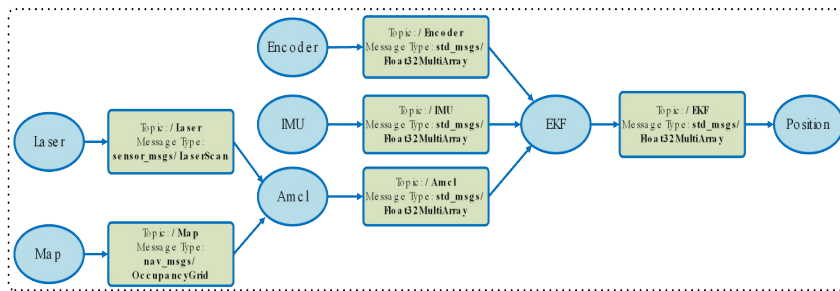 Encoder
Topic: / Encoder
Message Type: std_msgs/
Float32MultiArray
Laser
Topic: / Laser
Message Type:
sensor_msgs/ LaserScan
IMU
Topic: / IMU
Message Type: std_msgs/
Float32MultiArray
EKF
Topic: / EKF
Message Type: std_msgs/
Float32MultiArray
Position
Amcl
Topic: / Amcl
Message Type: std_msgs/
Float32MultiArray
Map
Topic: / Map
Message Type:
nav_msgs/
OccupancyGrid